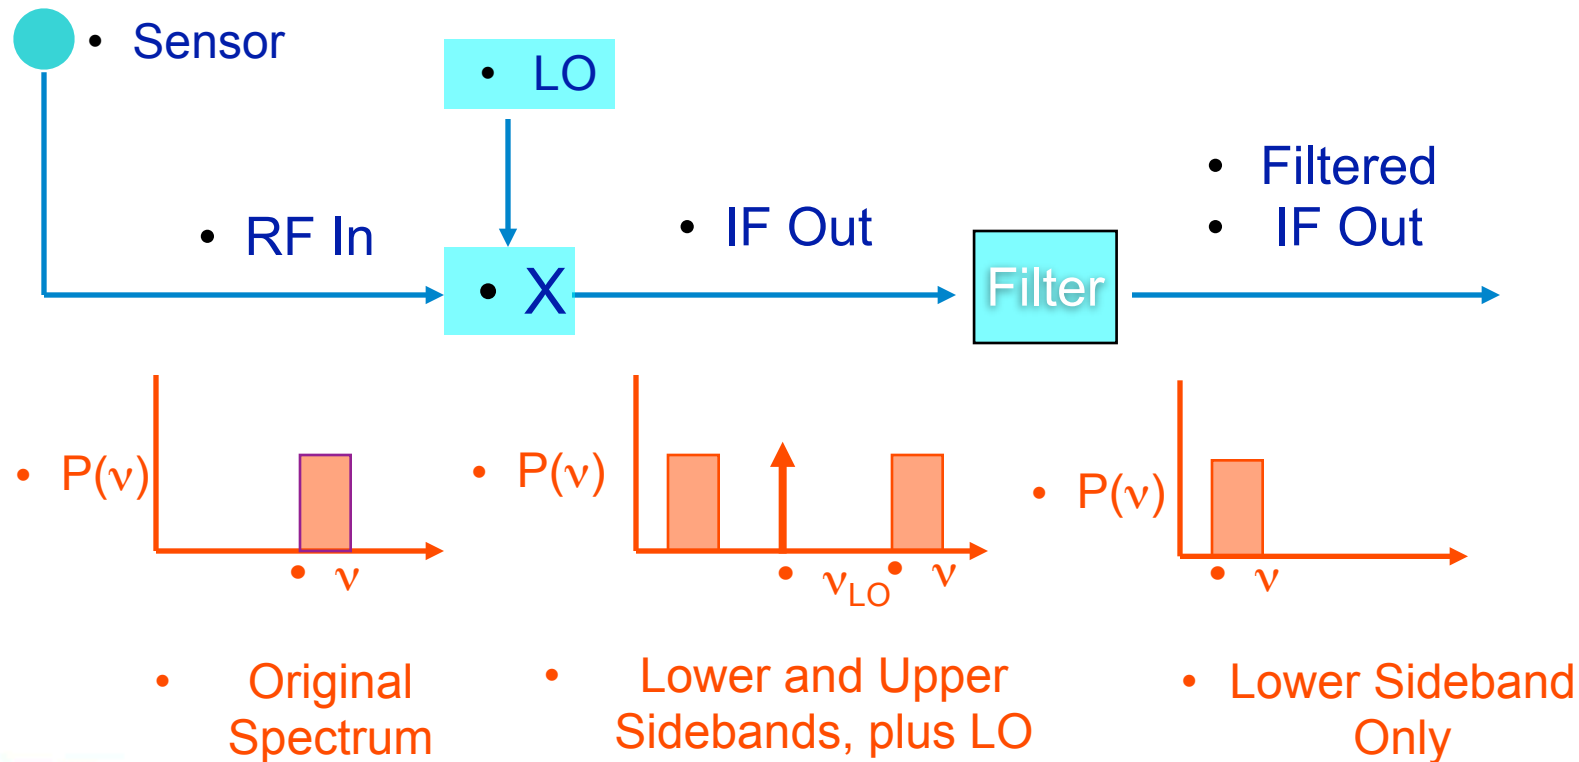 • Sensor
• LO
• Filtered
• RF In
• IF Out
• IF Out
• X
Filter
• P(ν)
• ν
• P(ν)
• ν_LO
• ν
• P(ν)
• ν
• Original
Spectrum
• Lower and Upper
Sidebands, plus LO
• Lower Sideband
Only